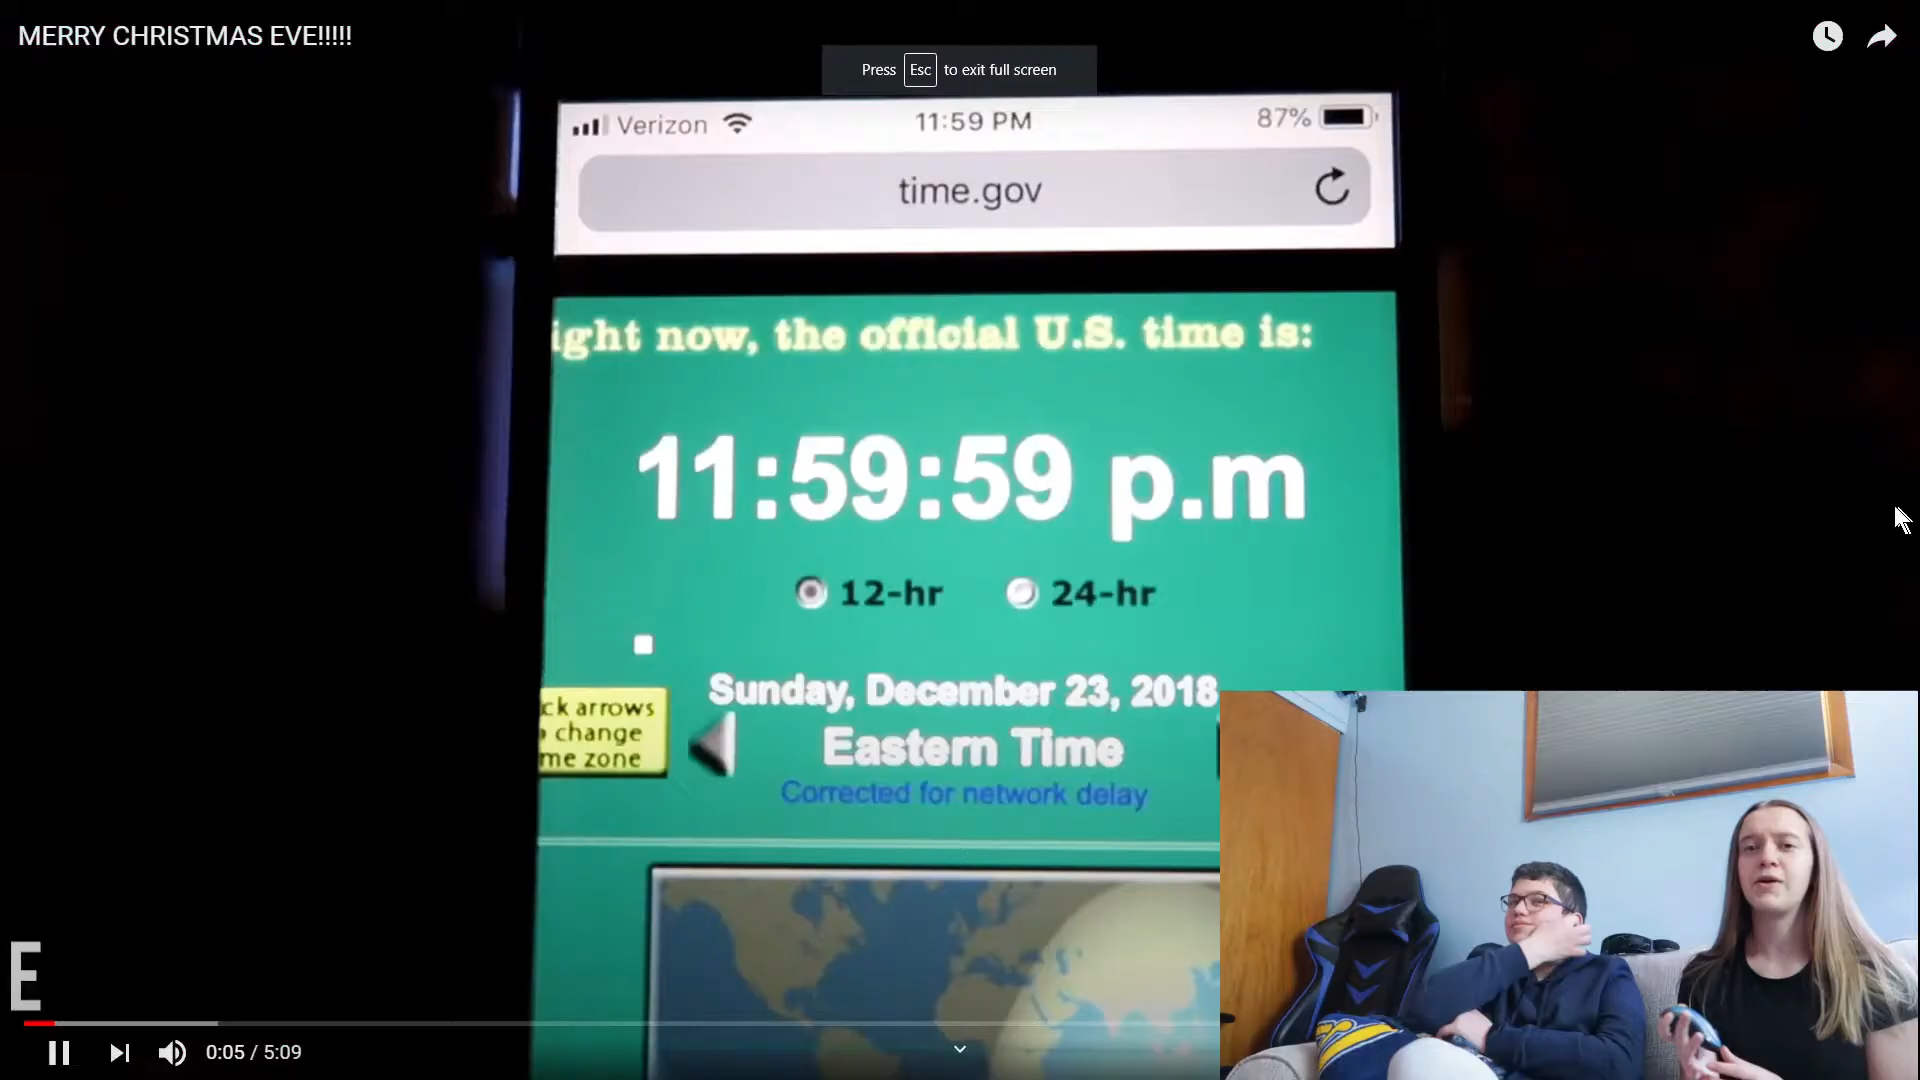 MERRY CHRISTMAS EVE!!!!!
Press Esc to exit full screen
Verizon 11:59 PM 87%
time.gov
ight now, the official U.S. time is:
11:59:59 p.m
12-hr 24-hr
Sunday, December 23, 2018
ck arrows
change
me zone
Eastern Time
Corrected for network delay
E
0:05 / 5:09